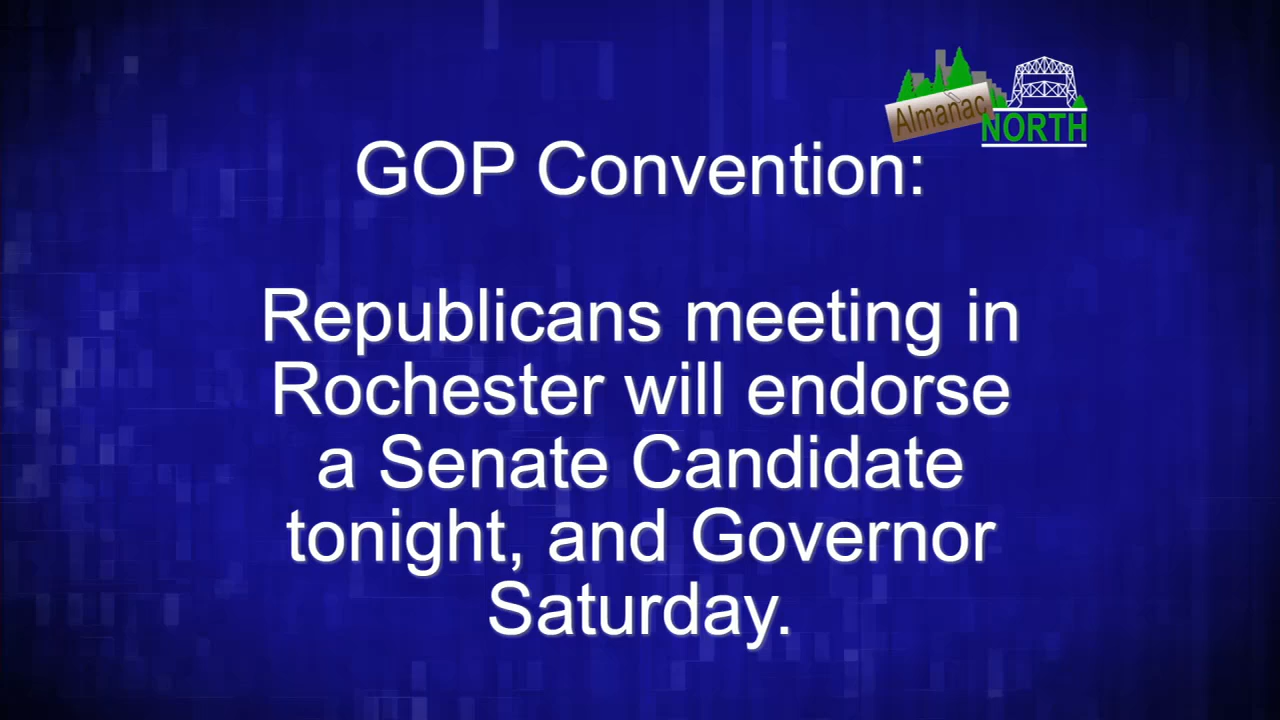 Almanac
NORTH
GOP Convention:
Republicans meeting in
Rochester will endorse
a Senate Candidate
tonight, and Governor
Saturday.